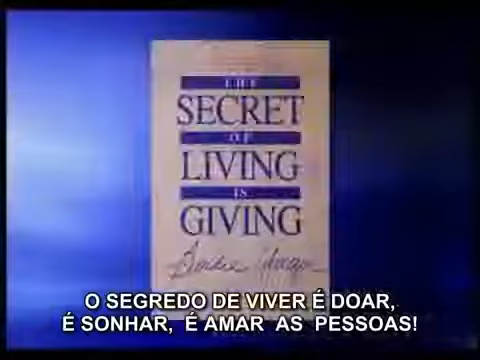 THE
SECRET
OF
LIVING
IS
GIVING
O SEGREDO DE VIVER É DOAR,
É SONHAR, É AMAR AS PESSOAS!